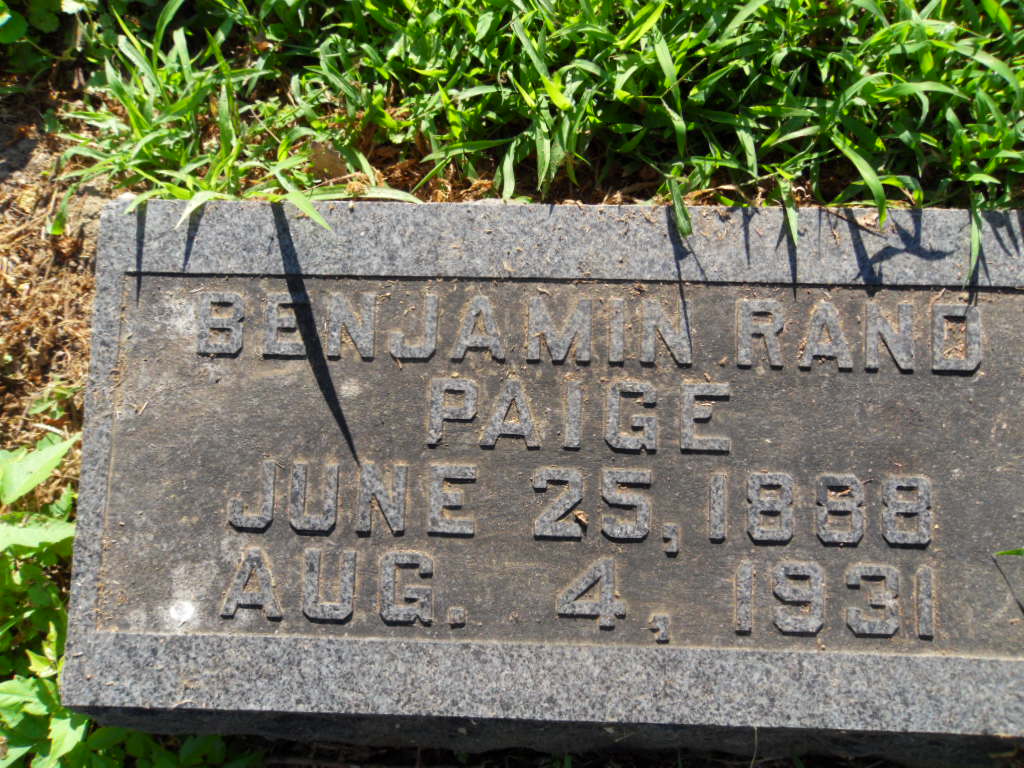 BENJAMIN RAND
PAIGE
JUNE 25, 1888
AUG. 4, 1931